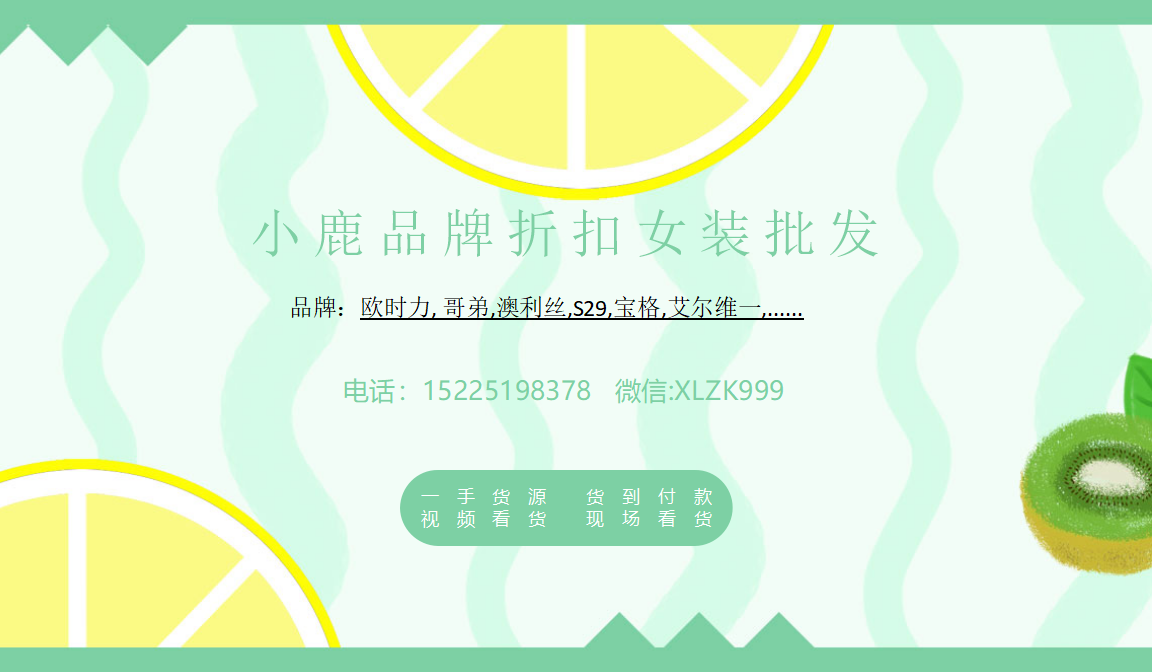 小鹿品牌折扣女装批发
品牌：欧时力,哥弟,澳利丝,S29,宝格,艾尔维一,......
电话：15225198378 微信:XLZK999
一手货源 货到付款
视频看货 现场看货